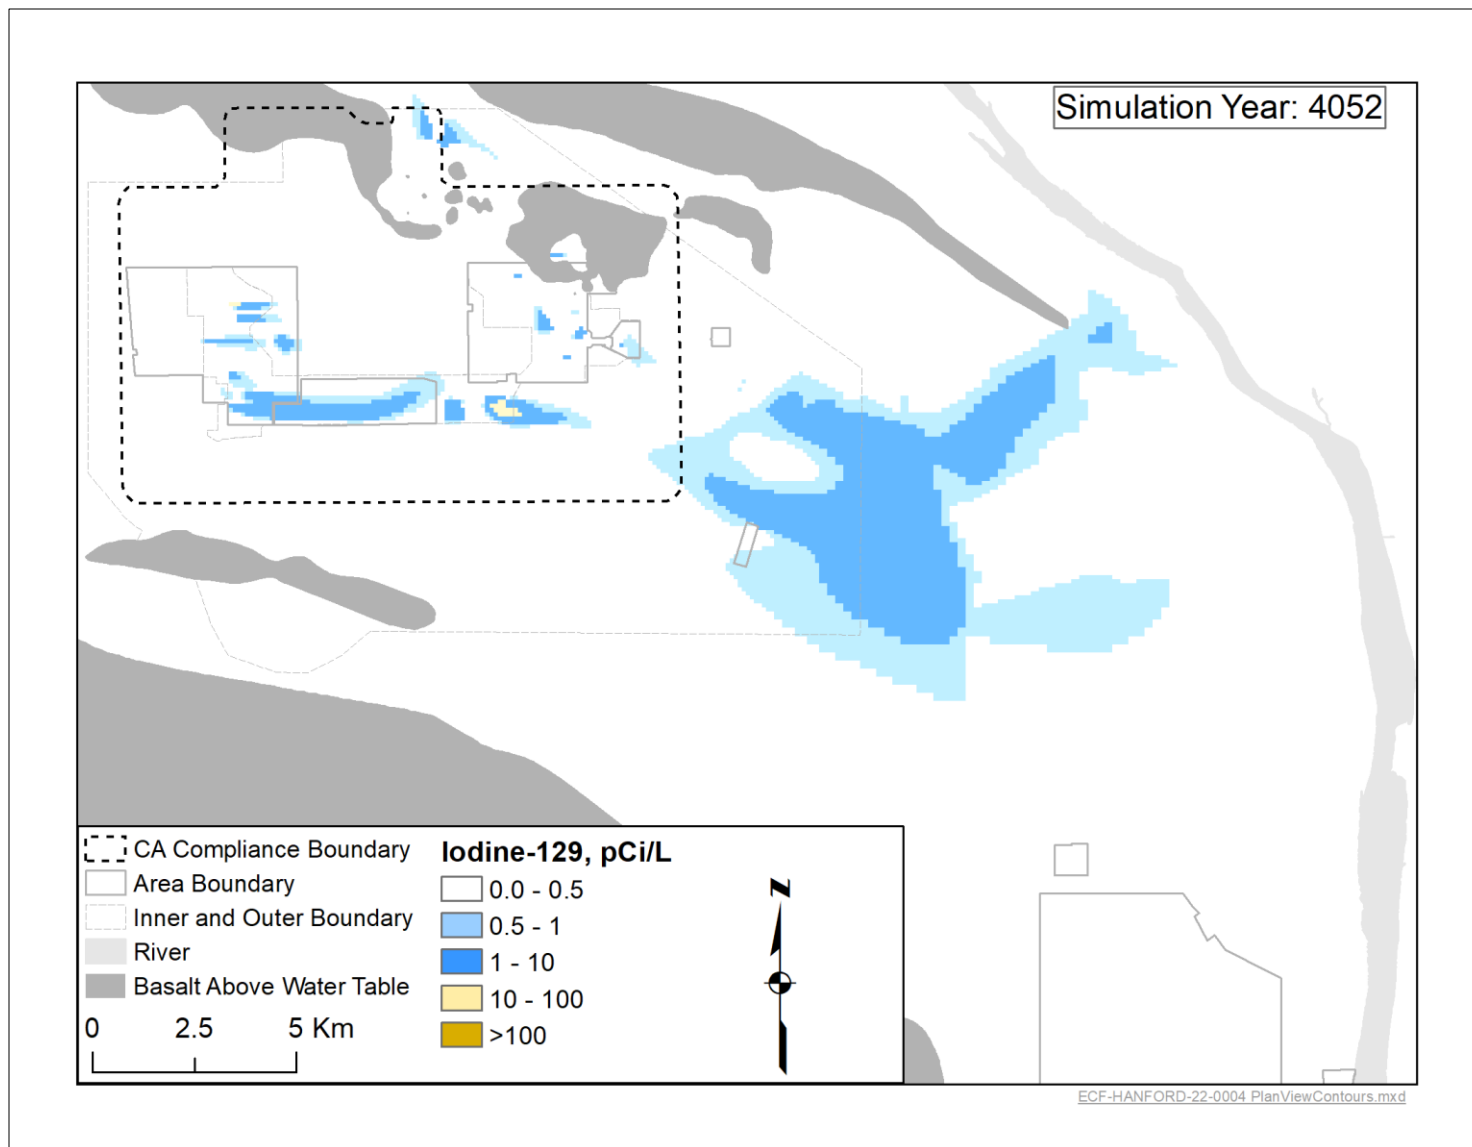 Simulation Year: 4052
CA Compliance Boundary
Area Boundary
Inner and Outer Boundary
River
Basalt Above Water Table
0 2.5 5 Km
Iodine-129, pCi/L
0.0 - 0.5
0.5 - 1
1 - 10
10 - 100
>100
N
ECF-HANFORD-22-0004 PlanViewContours.mxd